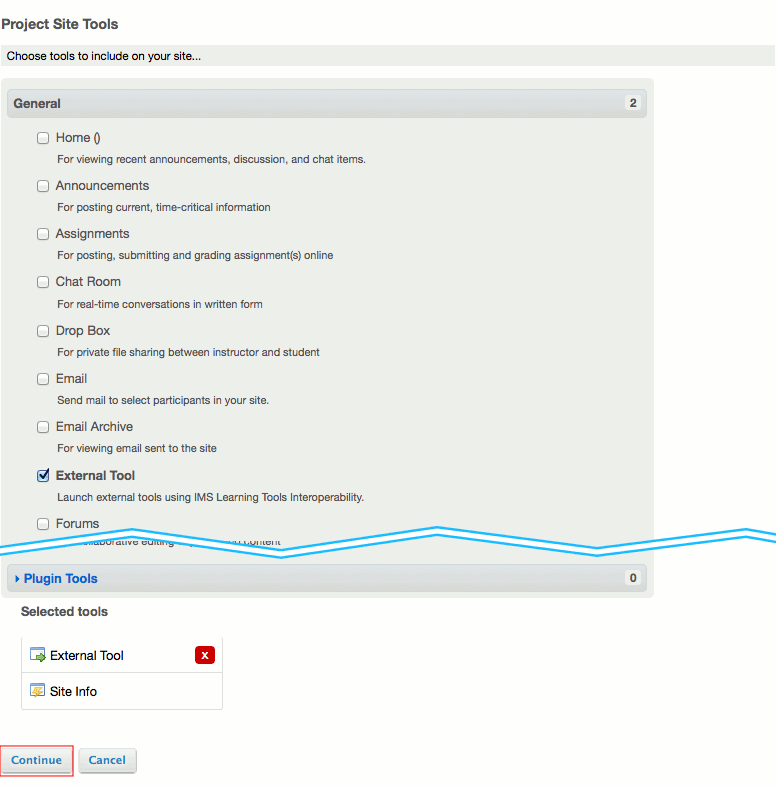 Project Site Tools
Choose tools to include on your site...
General 2
Home ()
For viewing recent announcements, discussion, and chat items.
Announcements
For posting current, time-critical information
Assignments
For posting, submitting and grading assignment(s) online
Chat Room
For real-time conversations in written form
Drop Box
For private file sharing between instructor and student
Email
Send mail to select participants in your site.
Email Archive
For viewing email sent to the site
External Tool
Launch external tools using IMS Learning Tools Interoperability.
Forums
editing content
Plugin Tools 0
Selected tools
External Tool x
Site Info
Continue Cancel